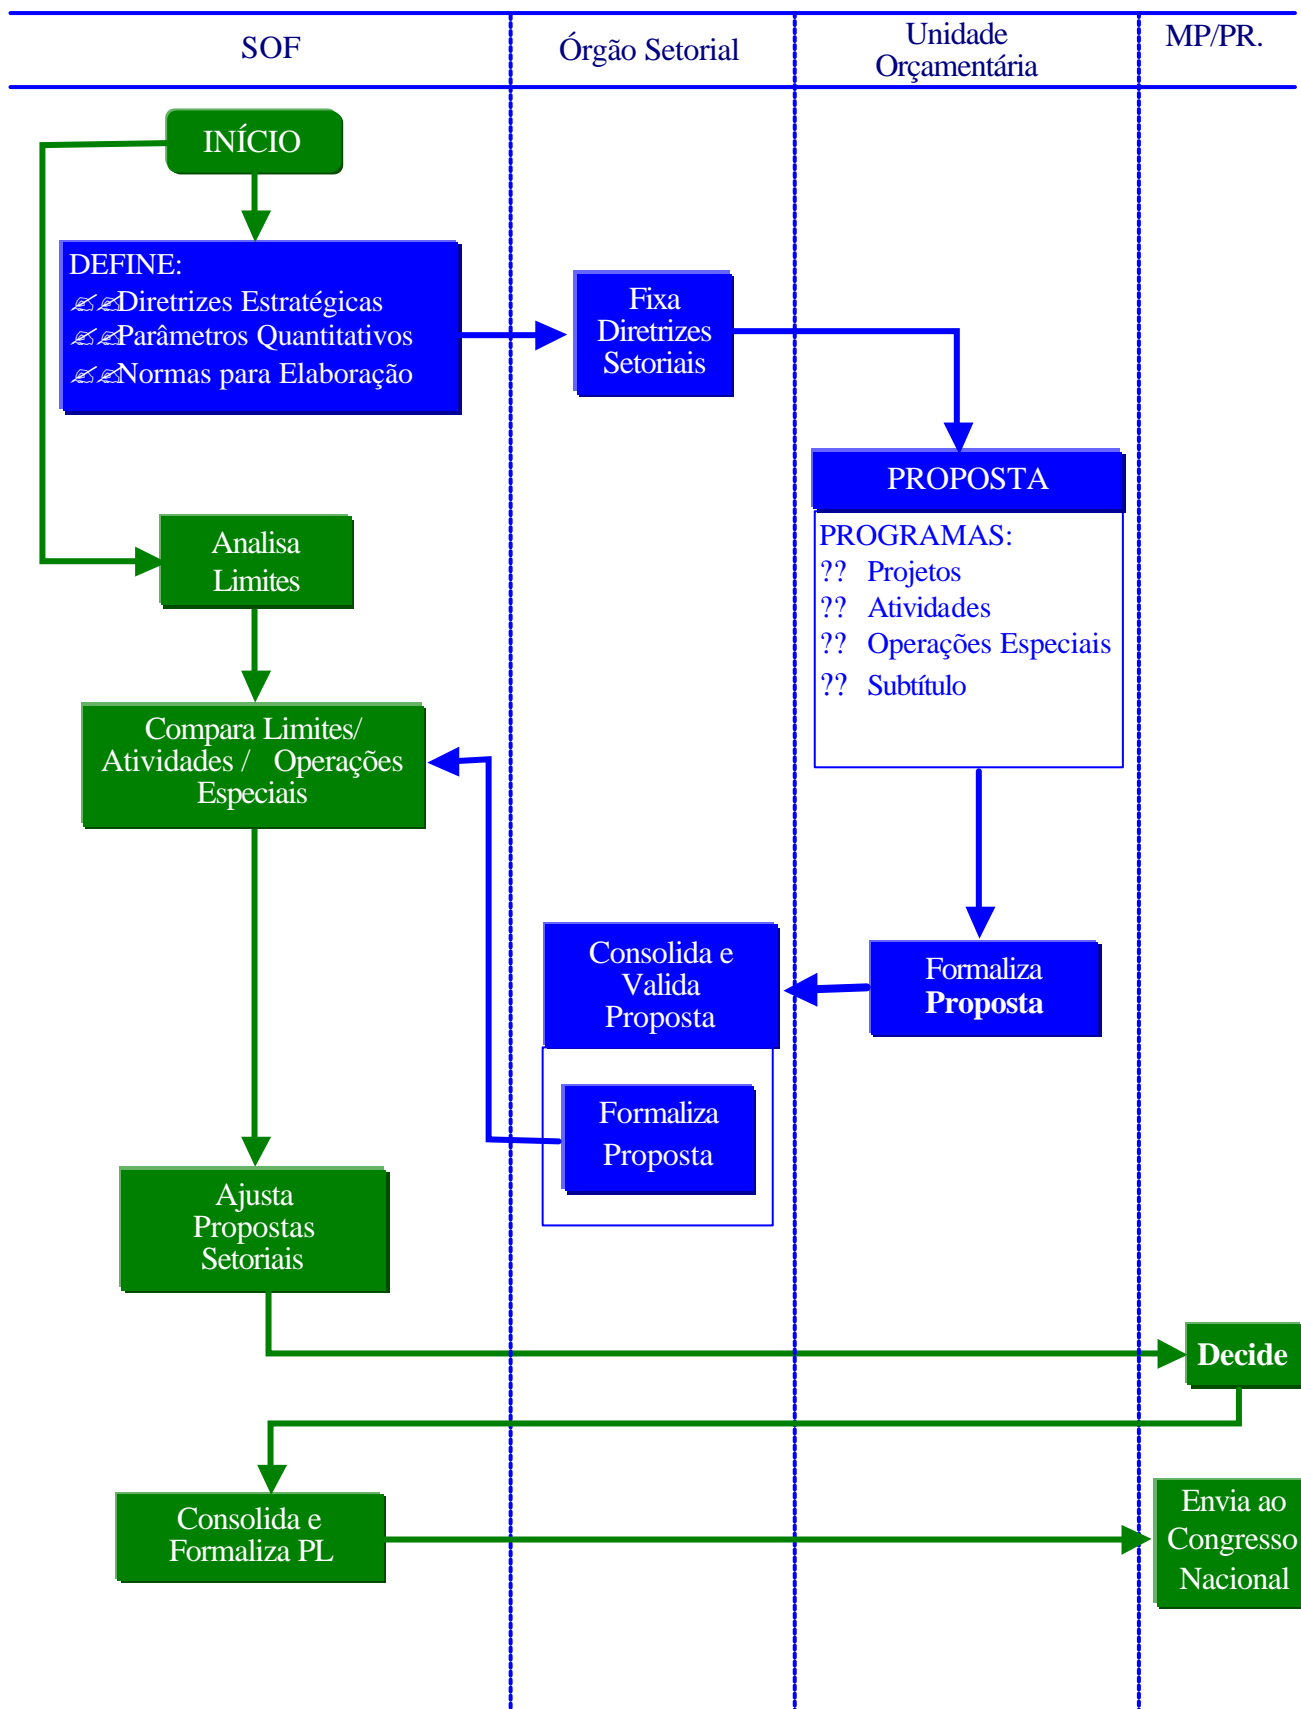 SOF
Órgão Setorial
Unidade
Orçamentária
MP/PR.
INÍCIO
DEFINE:
Diretrizes Estratégicas
Parâmetros Quantitativos
Normas para Elaboração
Fixa
Diretrizes
Setoriais
PROPOSTA
PROGRAMAS:
?? Projetos
?? Atividades
?? Operações Especiais
?? Subtítulo
Analisa
Limites
Compara Limites/
Atividades / Operações
Especiais
Consolida e
Valida
Proposta
Formaliza
Proposta
Formaliza
Proposta
Ajusta
Propostas
Setoriais
Decide
Consolida e
Formaliza PL
Envia ao
Congresso
Nacional